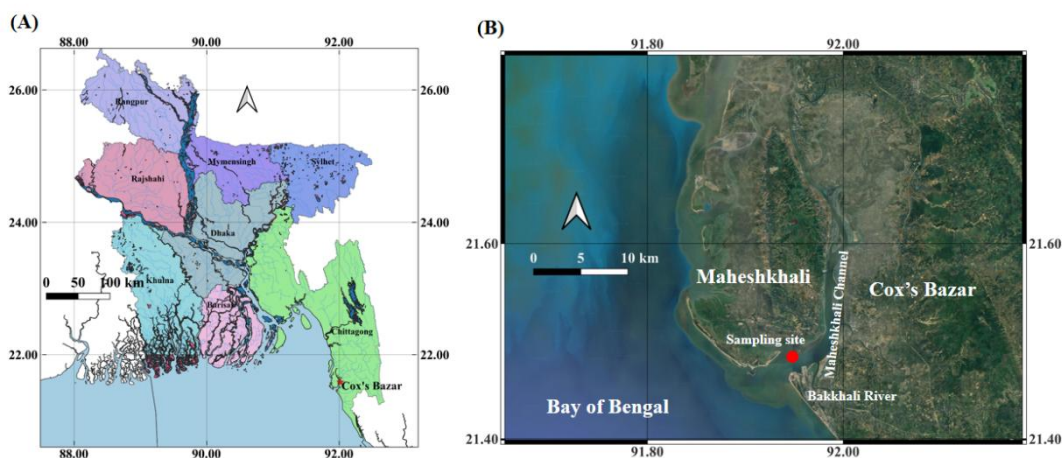 (A)
88.00 90.00 92.00
26.00 26.00
Rangpur
Mymensingh Sylhet
Rajshahi
24.00 24.00
Dhaka
Khulna
0 50 100 km
Barisal
Chittagong
22.00 22.00
Cox's Bazar
88.00 90.00 92.00
(B)
91.80 92.00
21.60 21.60
0 5 10 km
Maheshkhali
Cox's Bazar
Maheshkhali Channel
Sampling site
Bakkhali River
Bay of Bengal
21.40 21.40
91.80 92.00